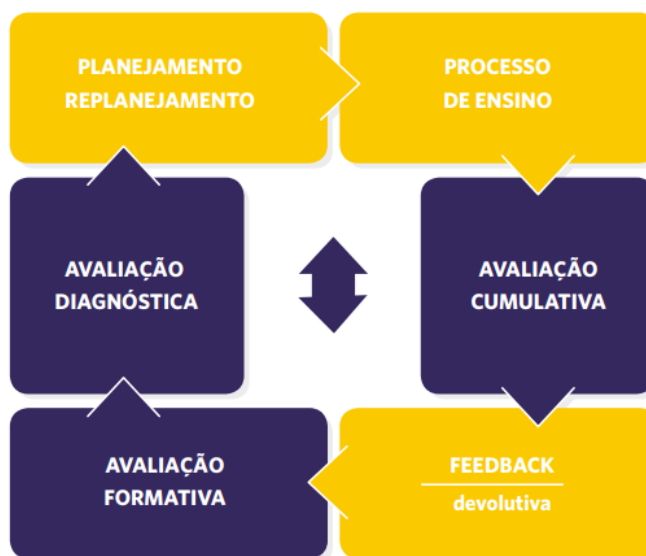 PLANEJAMENTO
REPLANEJAMENTO
PROCESSO
DE ENSINO
AVALIAÇÃO
DIAGNÓSTICA
AVALIAÇÃO
CUMULATIVA
AVALIAÇÃO
FORMATIVA
FEEDBACK
devolutiva